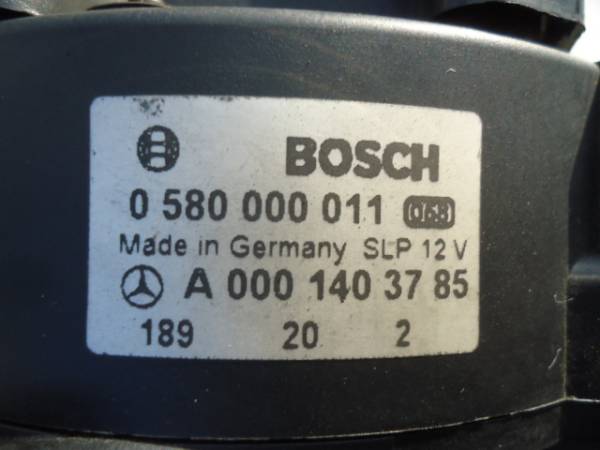 BOSCH
0 580 000 011 068
Made in Germany SLP 12 V
A 000 140 37 85
189 20 2